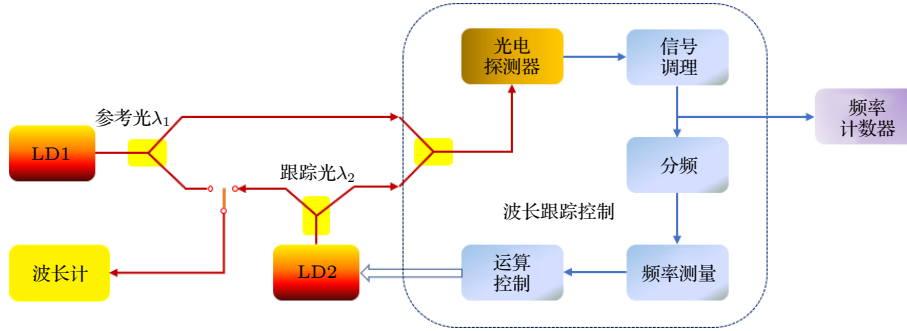 光电
探测器
信号
调理
参考光λ₁
频率
计数器
LD1
分频
跟踪光λ₂
波长跟踪控制
波长计
LD2
运算
控制
频率测量